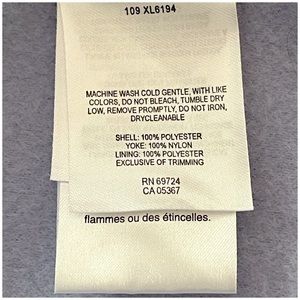 109 XL6194
MACHINE WASH COLD GENTLE, WITH LIKE
COLORS, DO NOT BLEACH, TUMBLE DRY
LOW, REMOVE PROMPTLY, DO NOT IRON,
DRYCLEANABLE
SHELL: 100% POLYESTER
YOKE: 100% NYLON
LINING: 100% POLYESTER
EXCLUSIVE OF TRIMMING
RN 69724
CA 05367
flammes ou des étincelles.